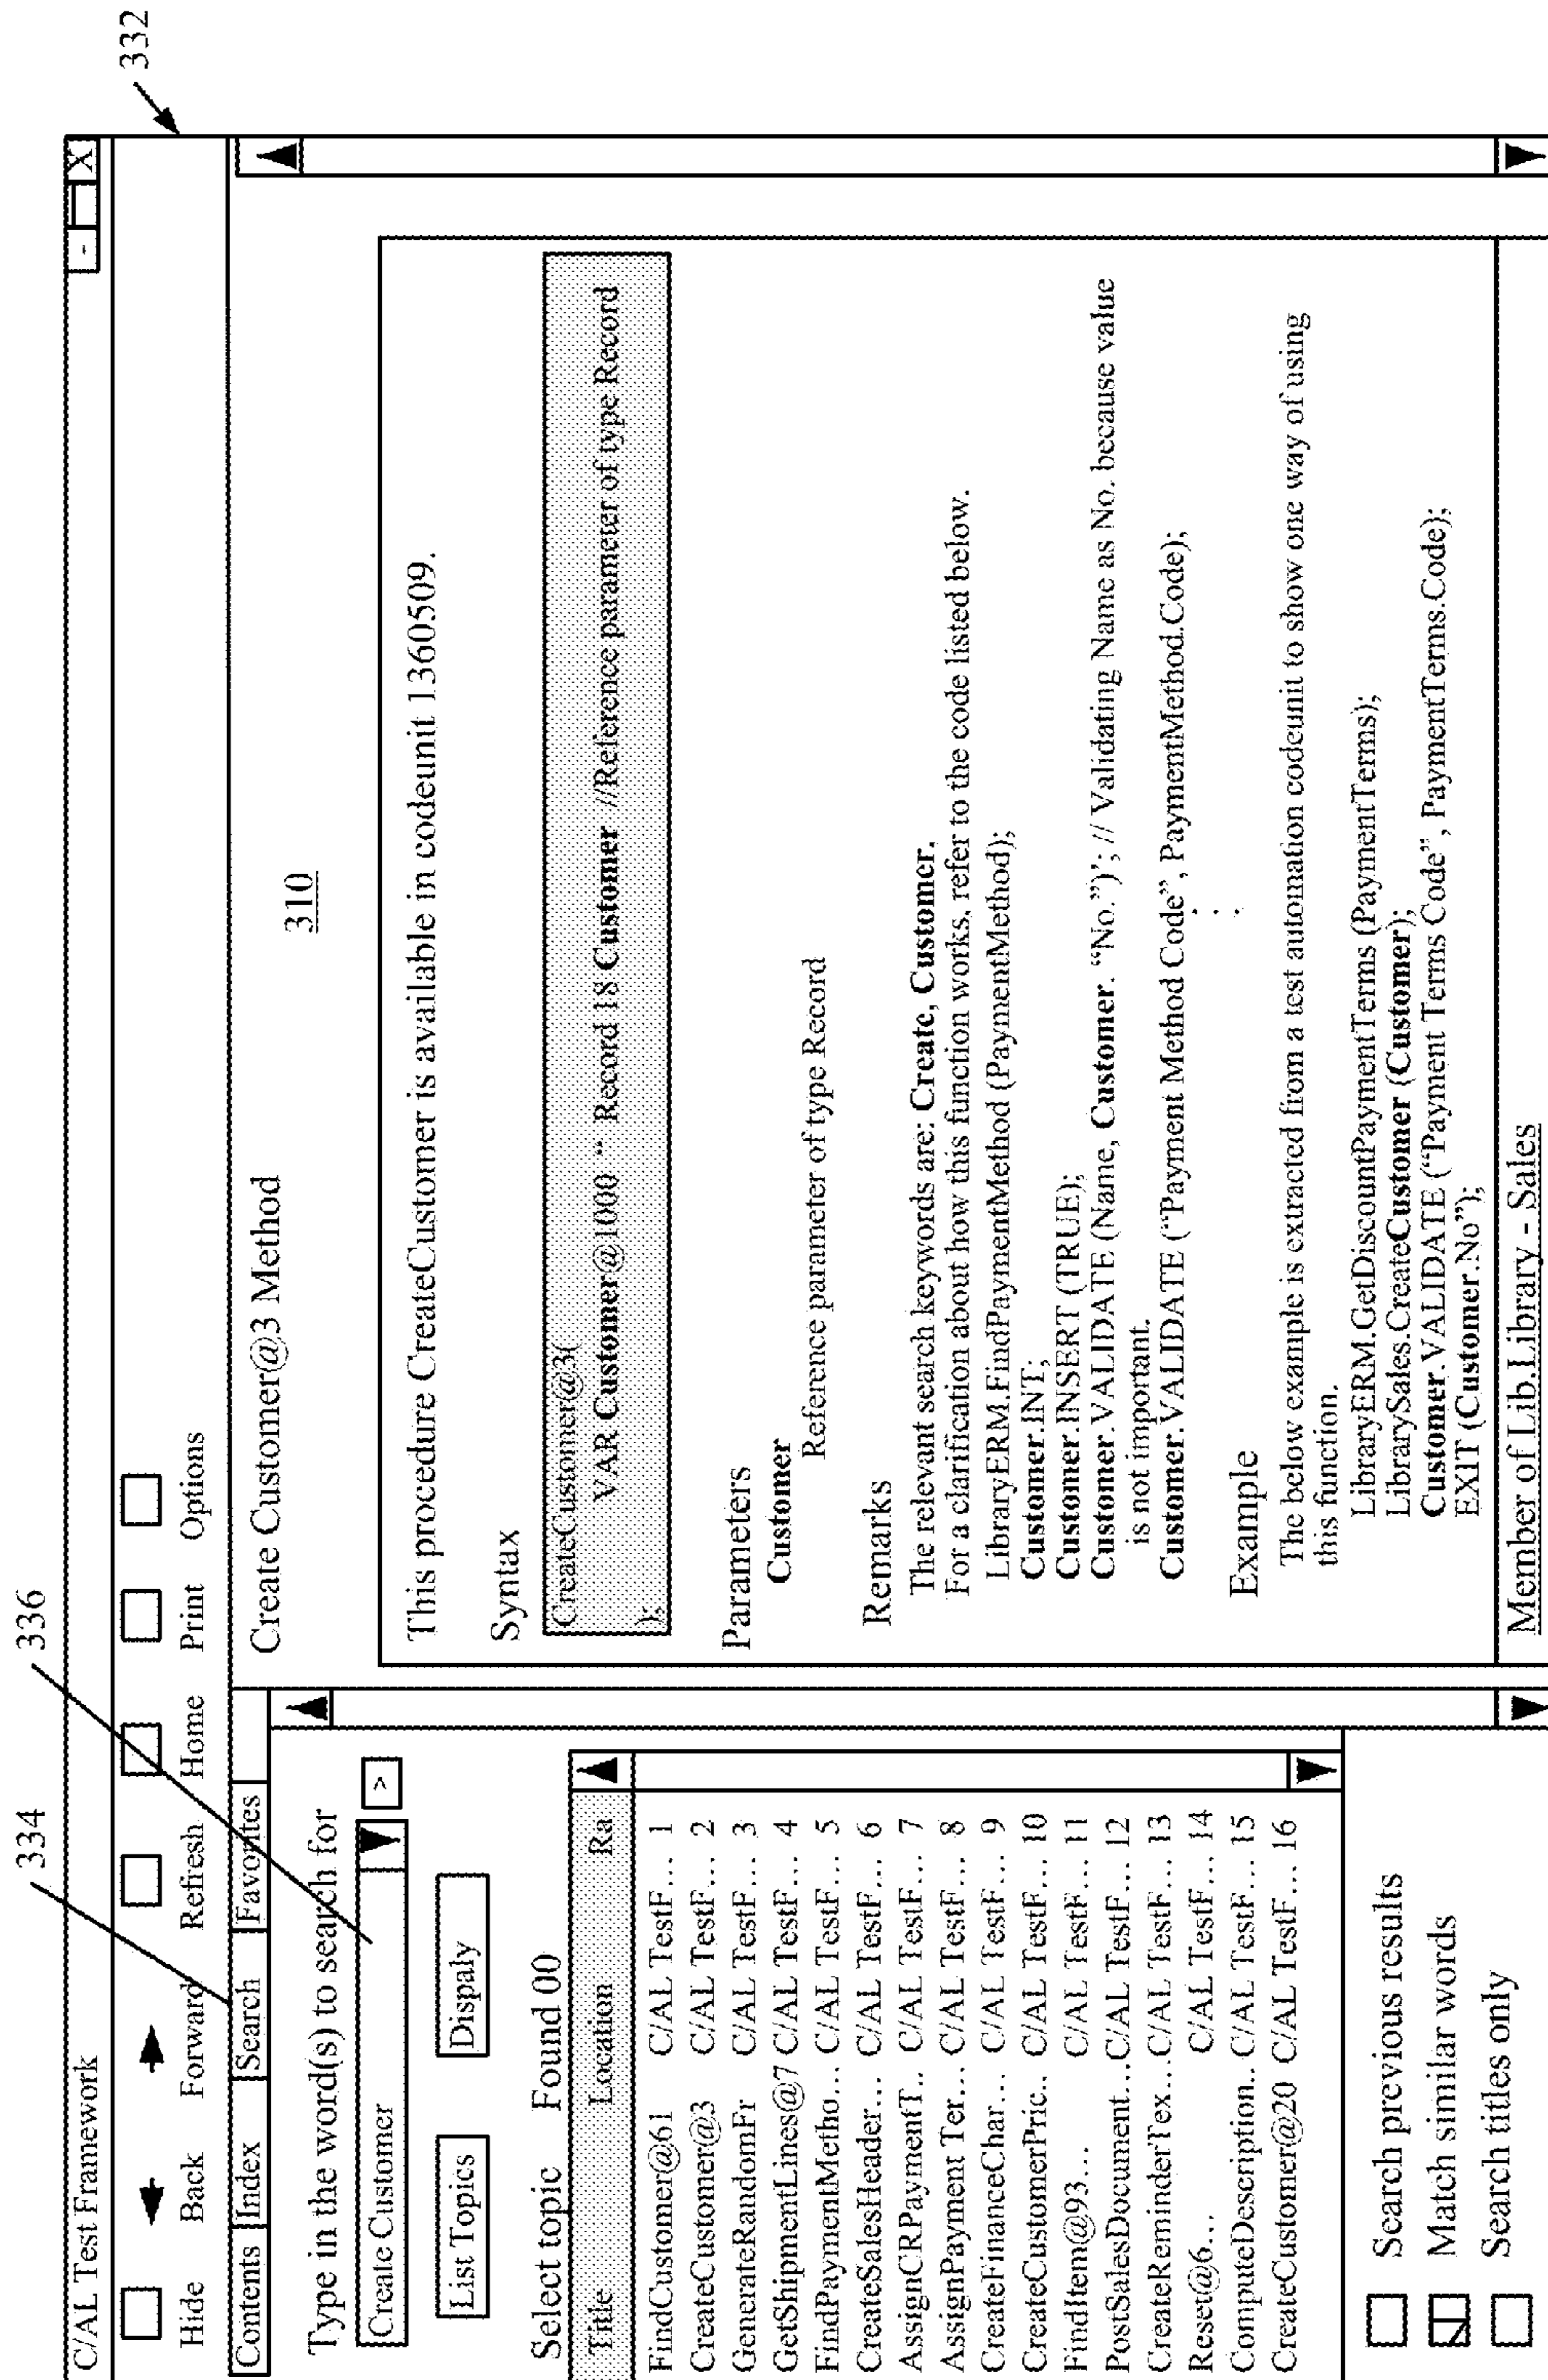 334
336
332
C/AL Test Framework
- X
Hide Back Forward Refresh Home Print Options
Contents Index Search Favorites
Type in the word(s) to search for
Create Customer
>
List Topics Dispaly
Select topic Found 00
Title Location Ra
FindCustomer@61 C/AL TestF... 1
CreateCustomer@3 C/AL TestF... 2
GenerateRandomFr C/AL TestF... 3
GetShipmentLines@7 C/AL TestF... 4
FindPaymentMetho... C/AL TestF... 5
CreateSalesHeader... C/AL TestF... 6
AssignCRPaymentT.. C/AL TestF... 7
AssignPayment Ter... C/AL TestF... 8
CreateFinanceChar... C/AL TestF... 9
CreateCustomerPric.. C/AL TestF... 10
FindItem@93... C/AL TestF... 11
PostSalesDocument...C/AL TestF... 12
CreateReminderTex...C/AL TestF... 13
Reset@6... C/AL TestF... 14
ComputeDescription.. C/AL TestF... 15
CreateCustomer@20 C/AL TestF... 16
Search previous results
Match similar words
Search titles only
Create Customer@3 Method
310
This procedure CreateCustomer is available in codeunit 1360509.
Syntax
CreateCustomer@3(
VAR Customer@1000 “ Record 18 Customer //Reference parameter of type Record
);
Parameters
Customer
Reference parameter of type Record
Remarks
The relevant search keywords are: Create, Customer.
For a clarification about how this function works, refer to the code listed below.
LibraryERM.FindPaymentMethod (PaymentMethod);
Customer.INT;
Customer.INSERT (TRUE);
Customer.VALIDATE (Name, Customer. “No.”)’; // Validating Name as No. because value
is not important.
Customer.VALIDATE (“Payment Method Code”, PaymentMethod.Code);
:
Example
The below example is extracted from a test automation codeunit to show one way of using
this function.
LibraryERM.GetDiscountPaymentTerms (PaymentTerms);
LibrarySales.CreateCustomer (Customer);
Customer.VALIDATE (“Payment Terms Code”, PaymentTerms.Code);
EXIT (Customer.No”);
Member of Lib.Library - Sales